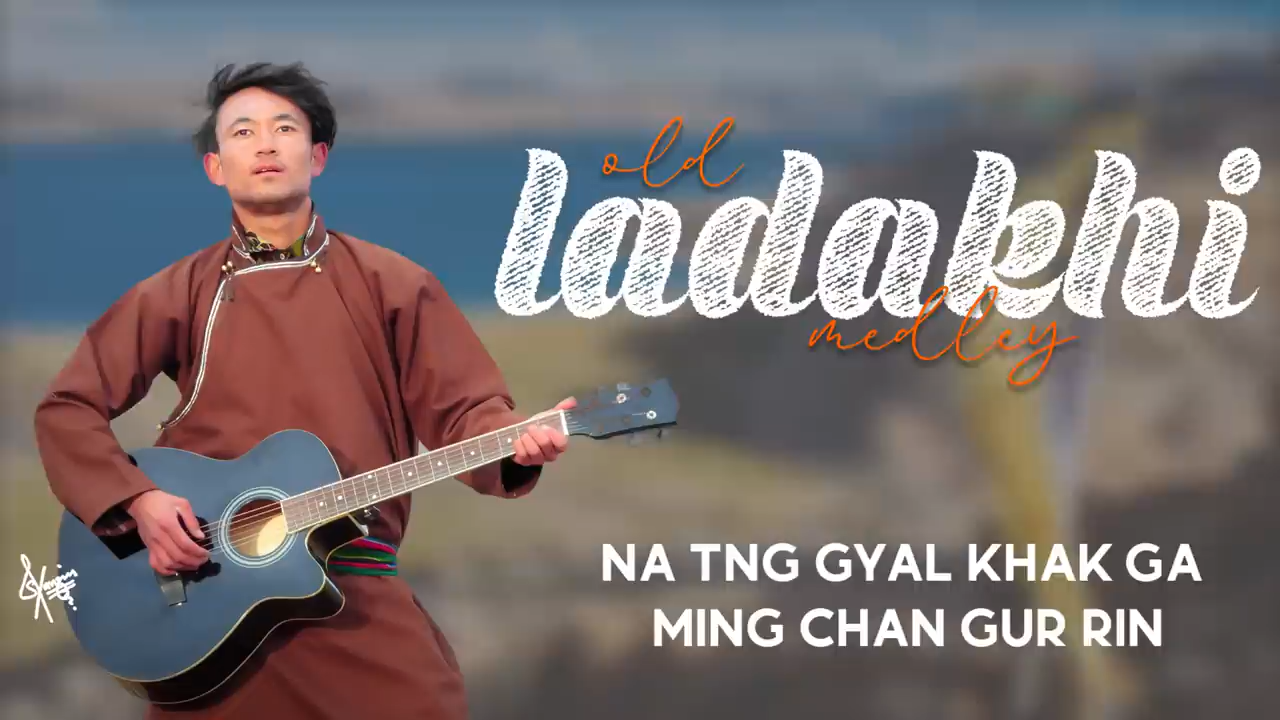 old
ladakhi
medley
NA TNG GYAL KHAK GA
MING CHAN GUR RIN